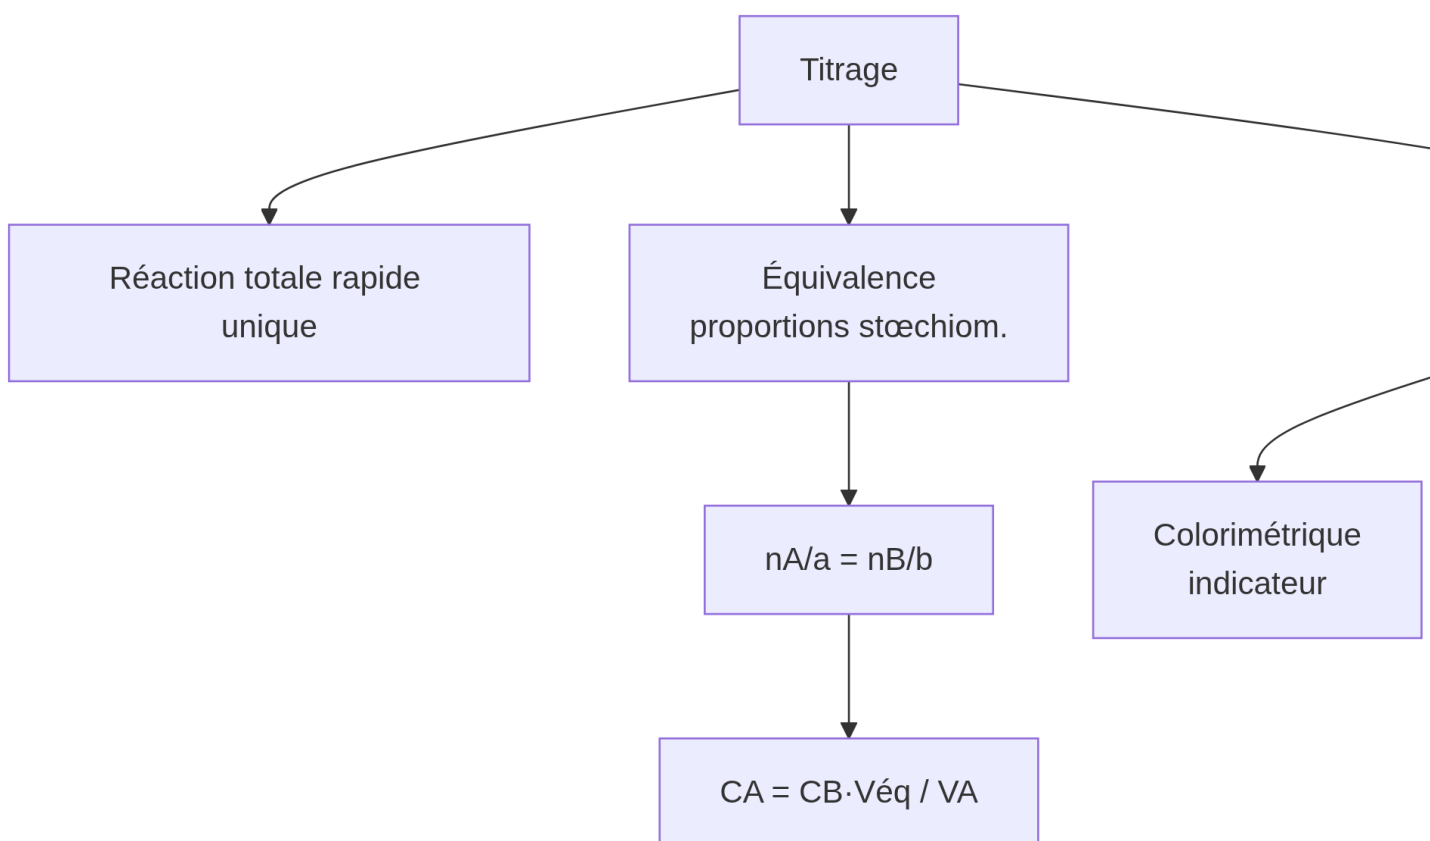 Titrage
Réaction totale rapide
unique
Équivalence
proportions stœchiom.
nA/a = nB/b
Colorimétrique
indicateur
CA = CB·Véq / VA